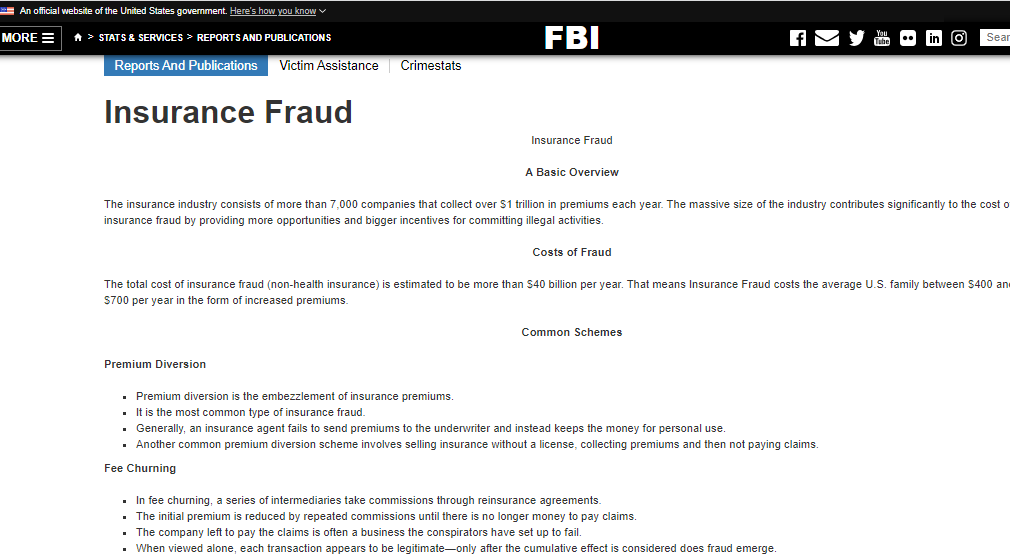 An official website of the United States government. Here's how you know
MORE
> STATS & SERVICES > REPORTS AND PUBLICATIONS
FBI
You Tube
in
Reports And Publications
Victim Assistance
Crimestats
Insurance Fraud
Insurance Fraud
A Basic Overview
The insurance industry consists of more than 7,000 companies that collect over $1 trillion in premiums each year. The massive size of the industry contributes significantly to the cost
insurance fraud by providing more opportunities and bigger incentives for committing illegal activities.
Costs of Fraud
The total cost of insurance fraud (non-health insurance) is estimated to be more than $40 billion per year. That means Insurance Fraud costs the average U.S. family between $400
$700 per year in the form of increased premiums.
Common Schemes
Premium Diversion
Premium diversion is the embezzlement of insurance premiums.
It is the most common type of insurance fraud.
Generally, an insurance agent fails to send premiums to the underwriter and instead keeps the money for personal use.
Another common premium diversion scheme involves selling insurance without a license, collecting premiums and then not paying claims.
Fee Churning
In fee churning, a series of intermediaries take commissions through reinsurance agreements.
The initial premium is reduced by repeated commissions until there is no longer money to pay claims.
The company left to pay the claims is often a business the conspirators have set up to fail.
When viewed alone, each transaction appears to be legitimate—only after the cumulative effect is considered does fraud emerge.